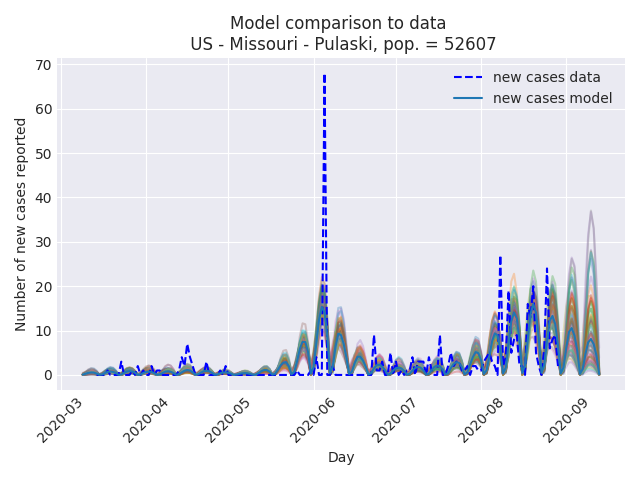 Model comparison to data
US - Missouri - Pulaski, pop. = 52607
new cases data
new cases model
Number of new cases reported
70
60
50
40
30
20
10
0
2020-03
2020-04
2020-05
2020-06
2020-07
2020-08
2020-09
Day